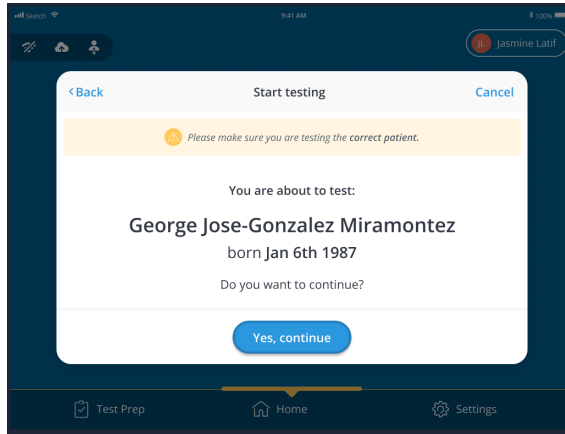 Sketch
9:41 AM
100%
JL
Jasmine Latif
Back
Start testing
Cancel
Please make sure you are testing the correct patient.
You are about to test:
George Jose-Gonzalez Miramontez
born Jan 6th 1987
Do you want to continue?
Yes, continue
Test Prep
Home
Settings